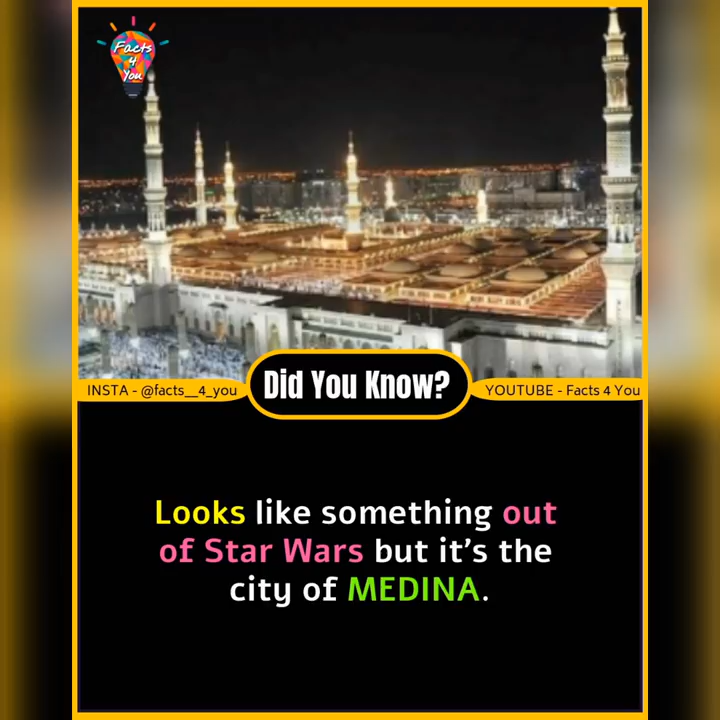 Facts
4
You
INSTA - @facts__4_you
Did You Know?
YOUTUBE - Facts 4 You
Looks like something out
of Star Wars but it's the
city of MEDINA.